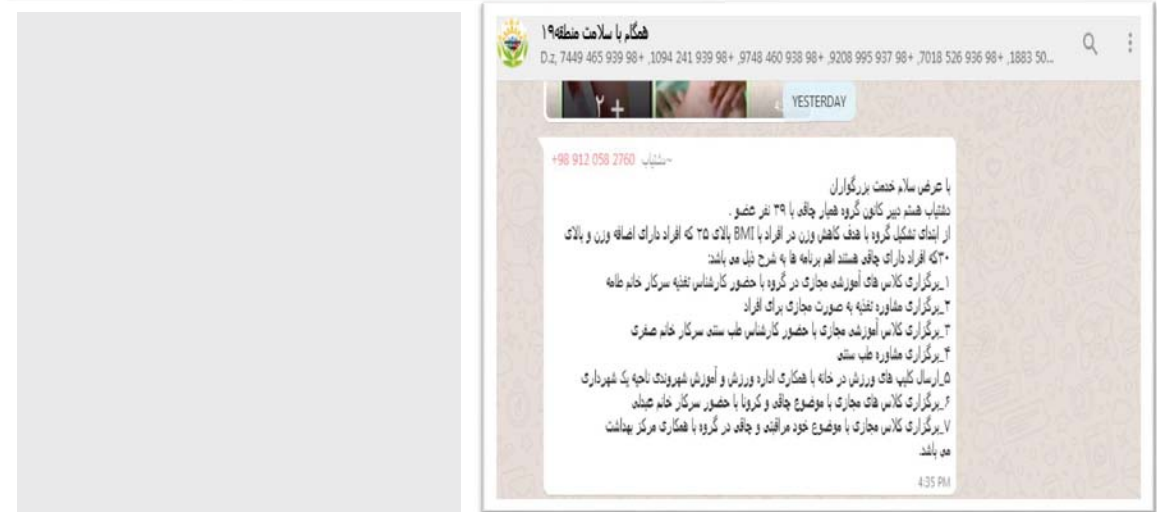 همگام با سلامت منطقه۱۹
D.z, 7449 465 939 98+ ,1094 241 939 98+ ,9748 460 938 98+ ,9208 995 937 98+ ,7018 526 936 98+ ,1883 50...
۲ +
YESTERDAY
+98 912 058 2760
4:35 PM
با عرض سلام خدمت بزرگواران
دشتیاب هستم دبیر کانون گروه همیار چاقی با ۳۹ نفر عضو .
از ابتدای تشکیل گروه با هدف کاهش وزن در افراد با BMI بالای ۲۵ که افراد دارای اضافه وزن و بالای
۳۰که افراد دارای چاقی هستند اهم برنامه ها به شرح ذیل می باشد:
۱_برگزاری کلاس های آموزشی مجازی در گروه با حضور کارشناس تغذیه سرکار خانم طامه
۲_برگزاری مشاوره تغذیه به صورت مجازی برای افراد
۳_برگزاری کلاس آموزشی مجازی با حضور کارشناس طب سنتی سرکار خانم صفری
۴_برگزاری مشاوره طب سنتی
۵_ارسال کلیپ های ورزش در خانه با همکاری اداره ورزش و آموزش شهروندی ناحیه یک شهرداری
۶_برگزاری کلاس های مجازی با موضوع چاقی و کرونا با حضور سرکار خانم عبدلی
۷_برگزاری کلاس مجازی با موضوع خود مراقبتی و چاقی در گروه با همکاری مرکز بهداشت
می باشد.